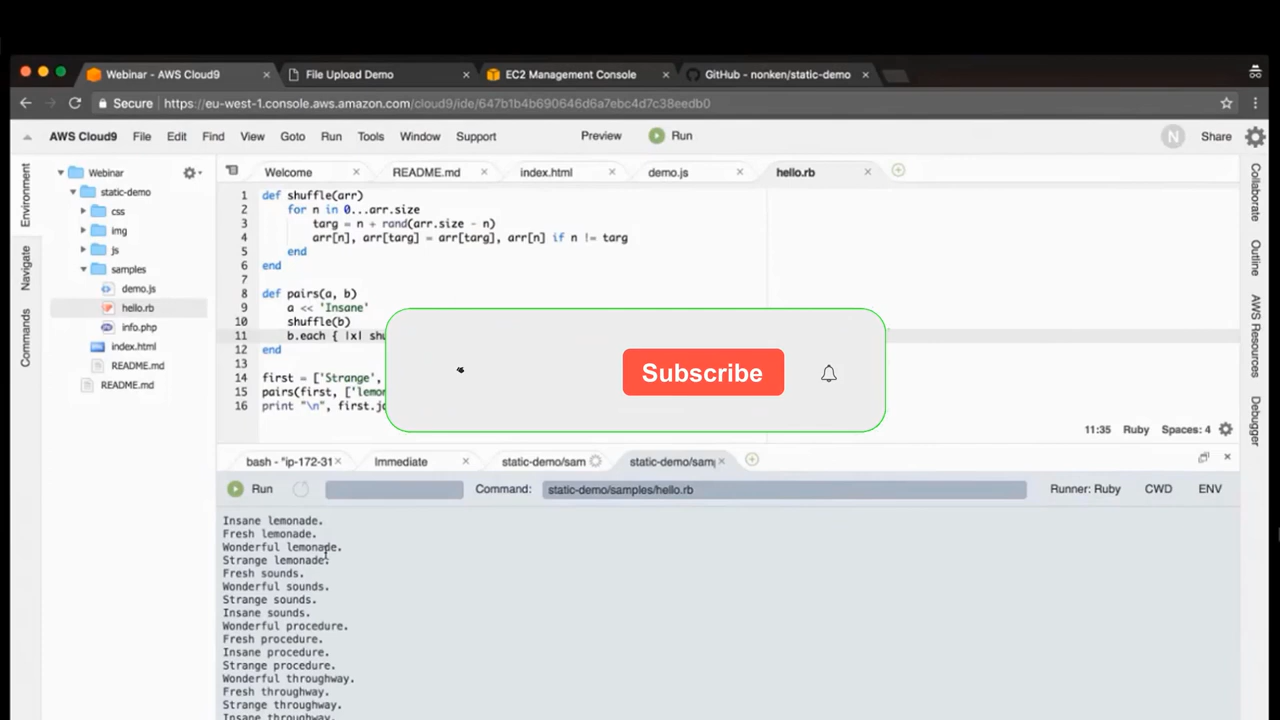 Webinar - AWS Cloud9
File Upload Demo
EC2 Management Console
GitHub - nonken/static-demo
Secure
https://eu-west-1.console.aws.amazon.com/cloud9/ide/647b1b4b690646d6a7ebc4d7c38eedb0
AWS Cloud9 File Edit Find View Goto Run Tools Window Support Preview Run N Share
Environment
Navigate
Commands
Webinar
static-demo
css
img
js
samples
demo.js
hello.rb
info.php
index.html
README.md
README.md
Welcome README.md index.html demo.js hello.rb
1 def shuffle(arr)
2 for n in 0...arr.size
3 targ = n + rand(arr.size - n)
4 arr[n], arr[targ] = arr[targ], arr[n] if n != targ
5 end
6 end
7
8 def pairs(a, b)
9 a << 'Insane'
10 shuffle(b)
11 b.each { |x| shu
12 end
13
14 first = ['Strange',
15 pairs(first, ['lemon
16 print "\n", first.jo
Subscribe
11:35 Ruby Spaces: 4
Collaborate
Outline
AWS Resources
Debugger
bash - "ip-172-31 Immediate static-demo/sam static-demo/samp
Run Command: static-demo/samples/hello.rb Runner: Ruby CWD ENV
Insane lemonade.
Fresh lemonade.
Wonderful lemonade.
Strange lemonade.
Fresh sounds.
Wonderful sounds.
Strange sounds.
Insane sounds.
Wonderful procedure.
Fresh procedure.
Insane procedure.
Strange procedure.
Wonderful throughway.
Fresh throughway.
Strange throughway.
Insane throughway.